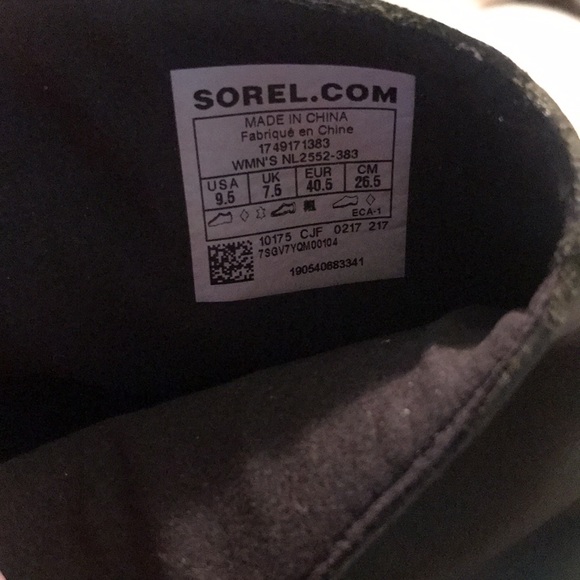 SOREL.COM
MADE IN CHINA
Fabriqué en Chine
1749171383
WMN'S NL2552-383
USA UK EUR CM
9.5 7.5 40.5 26.5
ECA-1
10175 CJF 0217 217
7SGV7YQM00104
190540883341